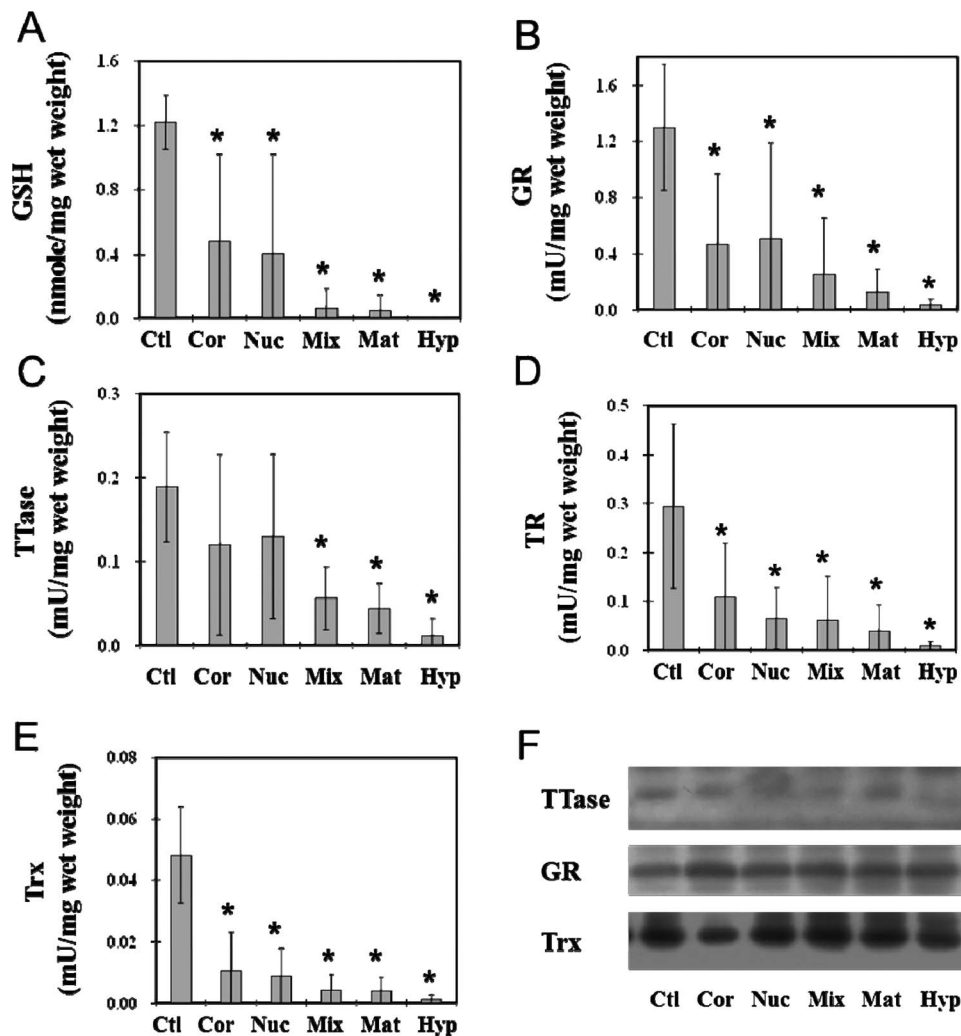 A
GSH
(nmole/mg wet weight)
1.6
1.2
0.8
0.4
0.0
* * * * *
Ctl Cor Nuc Mix Mat Hyp
B
GR
(mU/mg wet weight)
1.6
1.2
0.8
0.4
0.0
* * * * *
Ctl Cor Nuc Mix Mat Hyp
C
TTase
(mU/mg wet weight)
0.3
0.2
0.1
0.0
* * *
Ctl Cor Nuc Mix Mat Hyp
D
TR
(mU/mg wet weight)
0.5
0.4
0.3
0.2
0.1
0.0
* * * * *
Ctl Cor Nuc Mix Mat Hyp
E
Trx
(mU/mg wet weight)
0.08
0.06
0.04
0.02
0.00
* * * * *
Ctl Cor Nuc Mix Mat Hyp
F
TTase
GR
Trx
Ctl Cor Nuc Mix Mat Hyp